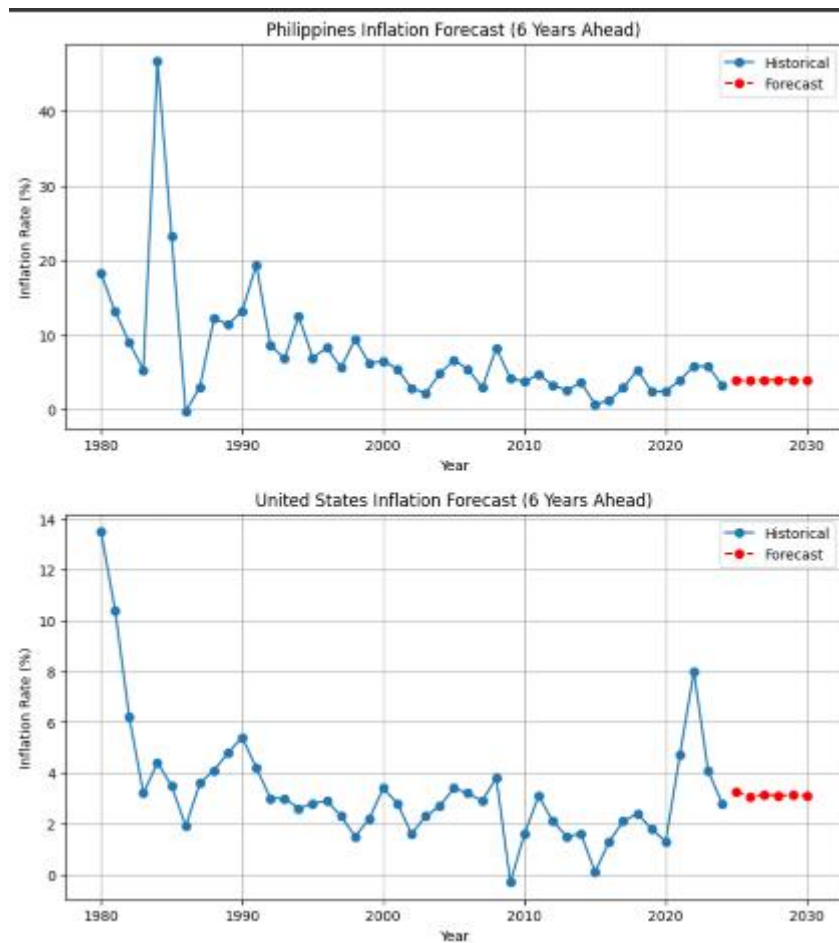 Philippines Inflation Forecast (6 Years Ahead)
Historical
Forecast
Inflation Rate (%)
40
30
20
10
0
1980 1990 2000 2010 2020 2030
Year
United States Inflation Forecast (6 Years Ahead)
Historical
Forecast
Inflation Rate (%)
14
12
10
8
6
4
2
0
1980 1990 2000 2010 2020 2030
Year